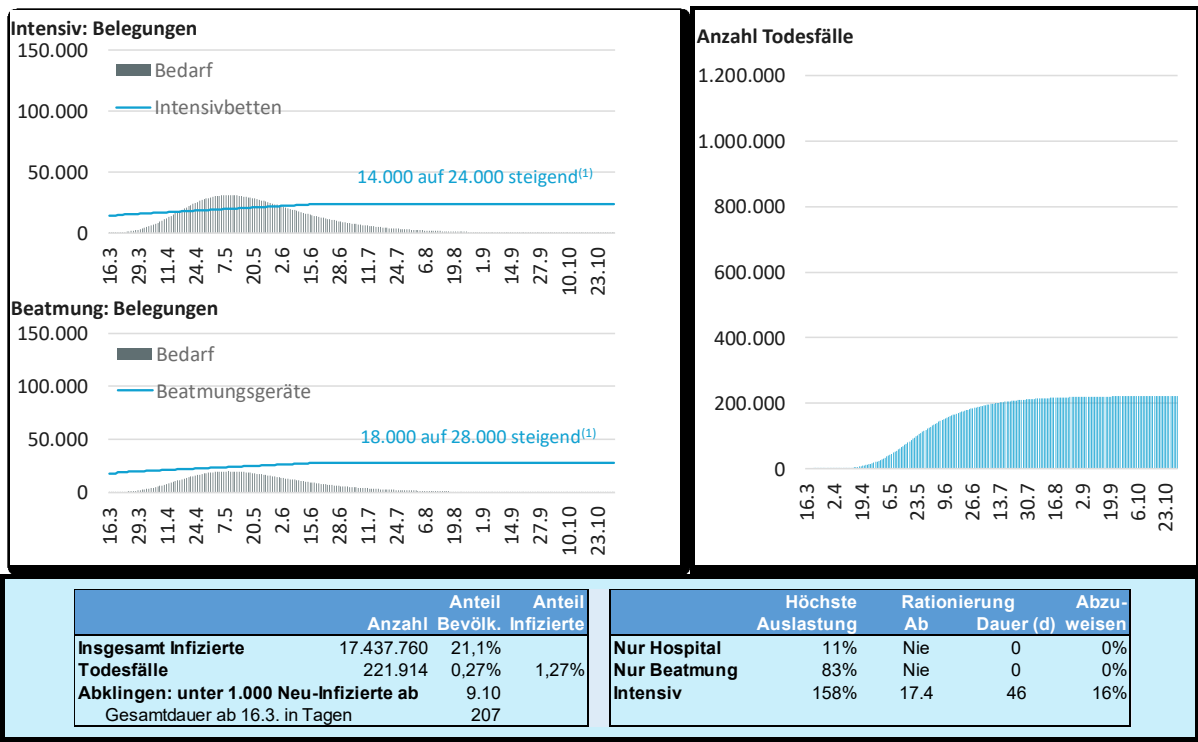 Intensiv: Belegungen
150.000
Bedarf
100.000
Intensivbetten
50.000
14.000 auf 24.000 steigend(1)
0
16.3 29.3 11.4 24.4 7.5 20.5 2.6 15.6 28.6 11.7 24.7 6.8 19.8 1.9 14.9 27.9 10.10 23.10
Beatmung: Belegungen
150.000
Bedarf
100.000
Beatmungsgeräte
50.000
18.000 auf 28.000 steigend(1)
0
16.3 29.3 11.4 24.4 7.5 20.5 2.6 15.6 28.6 11.7 24.7 6.8 19.8 1.9 14.9 27.9 10.10 23.10
Anzahl Todesfälle
1.200.000
1.000.000
800.000
600.000
400.000
200.000
0
16.3 2.4 19.4 6.5 23.5 9.6 26.6 13.7 30.7 16.8 2.9 19.9 6.10 23.10
Anteil Anteil
Anzahl Bevölk. Infizierte
Insgesamt Infizierte 17.437.760 21,1%
Todesfälle 221.914 0,27% 1,27%
Abklingen: unter 1.000 Neu-Infizierte ab 9.10
Gesamtdauer ab 16.3. in Tagen 207
Höchste Rationierung Abzu-
Auslastung Ab Dauer (d) weisen
Nur Hospital 11% Nie 0 0%
Nur Beatmung 83% Nie 0 0%
Intensiv 158% 17.4 46 16%